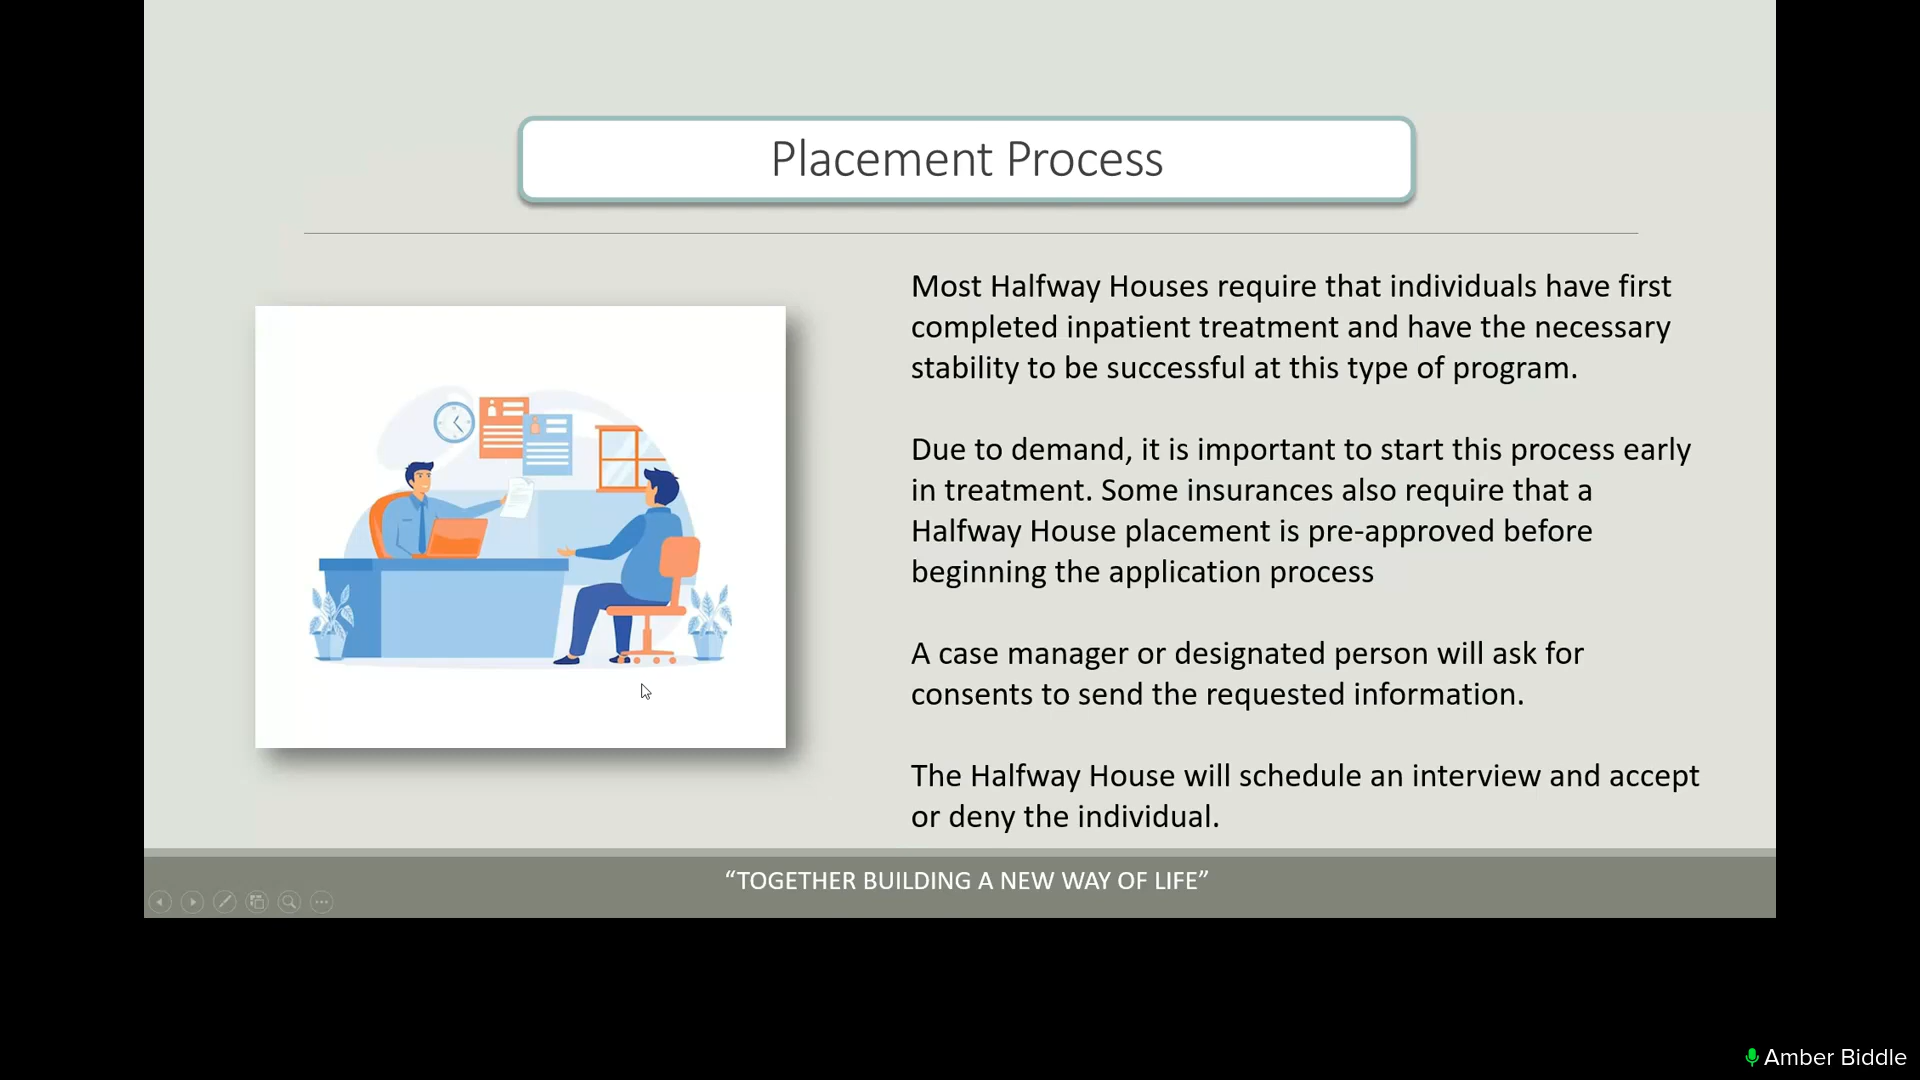 Placement Process
Most Halfway Houses require that individuals have first
completed inpatient treatment and have the necessary
stability to be successful at this type of program.
Due to demand, it is important to start this process early
in treatment. Some insurances also require that a
Halfway House placement is pre-approved before
beginning the application process
A case manager or designated person will ask for
consents to send the requested information.
The Halfway House will schedule an interview and accept
or deny the individual.
“TOGETHER BUILDING A NEW WAY OF LIFE”
Amber Biddle